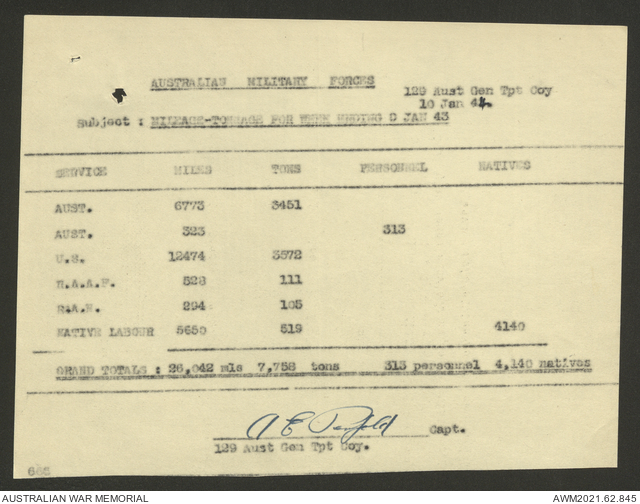 AUSTRALIAN MILITARY FORCES
129 Aust Gen Tpt Coy
10 Jan 44
Subject : MILEAGE-TONNAGE FOR WEEK ENDING JAN 43
SERVICE MILES TONS PERSONNEL NATIVES
AUST. 6773 3451
AUST. 323 313
U.S. 12474 3572
R.A.A.F. 528 111
R.A.N. 294 105
NATIVE LABOUR 5650 519 4140
GRAND TOTALS : 26,042 mls 7,758 tons 313 personnel 4,140 natives
A E Penfold Capt.
129 Aust Gen Tpt Coy.
AUSTRALIAN WAR MEMORIAL AWM2021.62.845